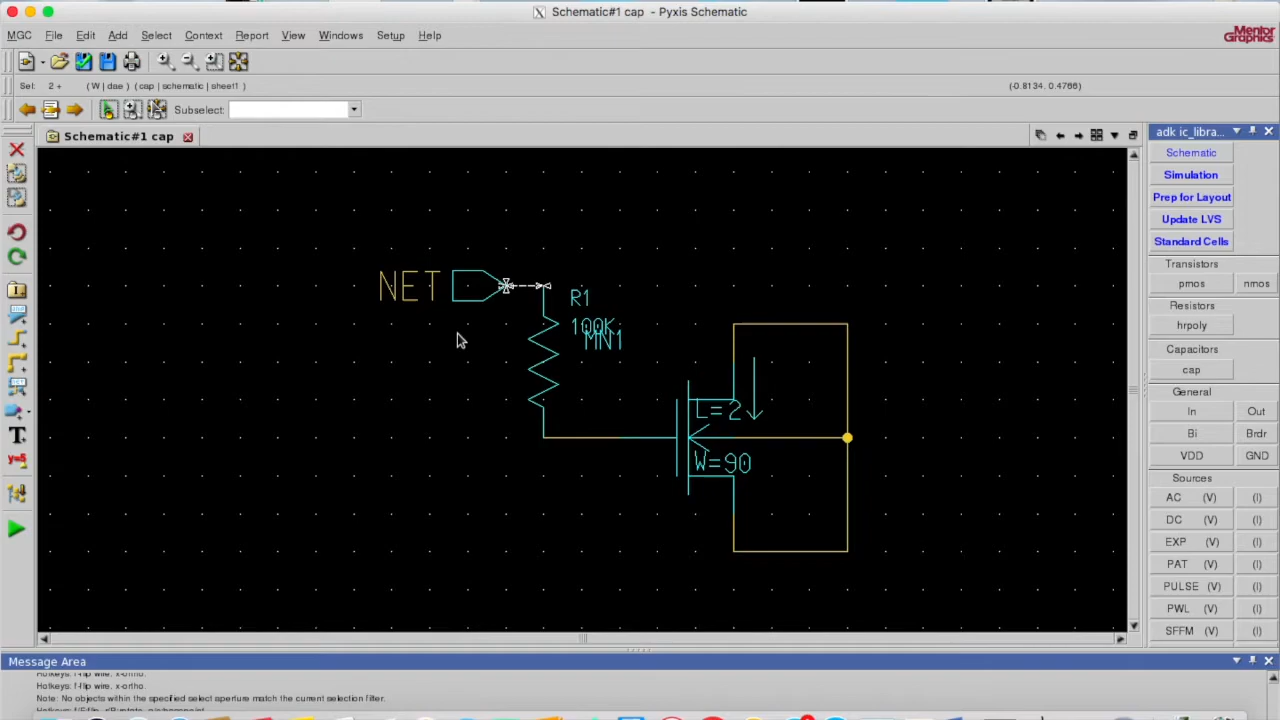 Schematic#1 cap - Pyxis Schematic
MGC File Edit Add Select Context Report View Windows Setup Help
Mentor Graphics
Sel: 2 + ( W | dae ) ( cap | schematic | sheet1 ) (-0.8134, 0.4766)
Subselect:
Schematic#1 cap
adk ic_libra...
Schematic
Simulation
Prep for Layout
Update LVS
Standard Cells
Transistors
pmos nmos
Resistors
hrpoly
Capacitors
cap
General
In Out
Bi Brdr
VDD GND
Sources
AC (V) (I)
DC (V) (I)
EXP (V) (I)
PAT (V) (I)
PULSE (V) (I)
PWL (V) (I)
SFFM (V) (I)
T
y=5
NET
R1
100K
MN1
L=2
W=90
Message Area
Hotkeys: f-flip wire, x-ortho.
Hotkeys: f-flip wire, x-ortho.
Note: No objects within the specified select aperture match the current selection filter.